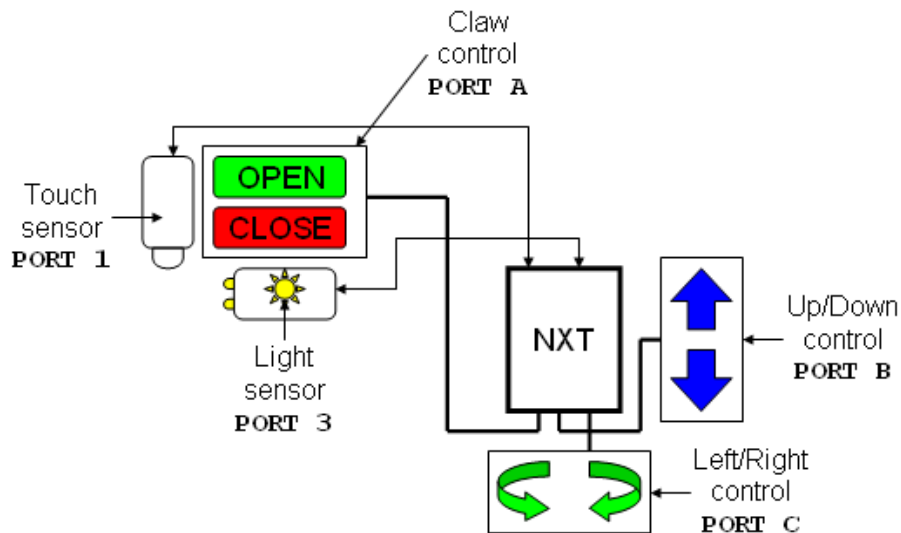 Claw
control
PORT A
OPEN
CLOSE
Touch
sensor
PORT 1
NXT
Up/Down
control
PORT B
Light
sensor
PORT 3
Left/Right
control
PORT C